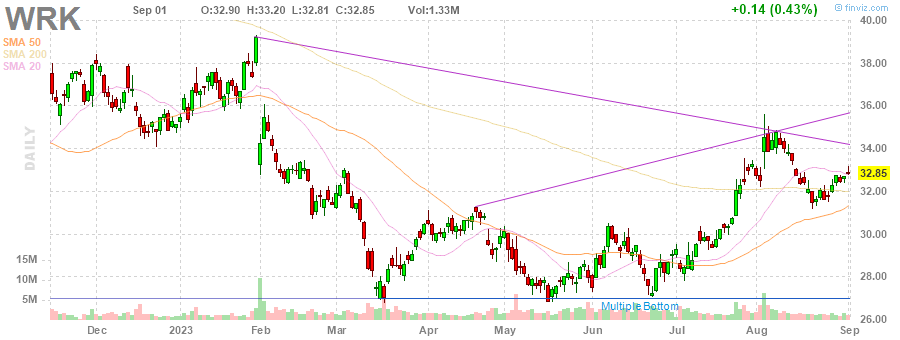 WRK Sep 01 O:32.90 H:33.20 L:32.81 C:32.85 Vol:1.33M +0.14 (0.43%) © finviz.com
SMA 50
SMA 200
SMA 20
DAILY
40.00
38.00
36.00
34.00
32.85
32.00
30.00
28.00
26.00
15M
10M
5M
Multiple Bottom
Dec 2023 Feb Mar Apr May Jun Jul Aug Sep